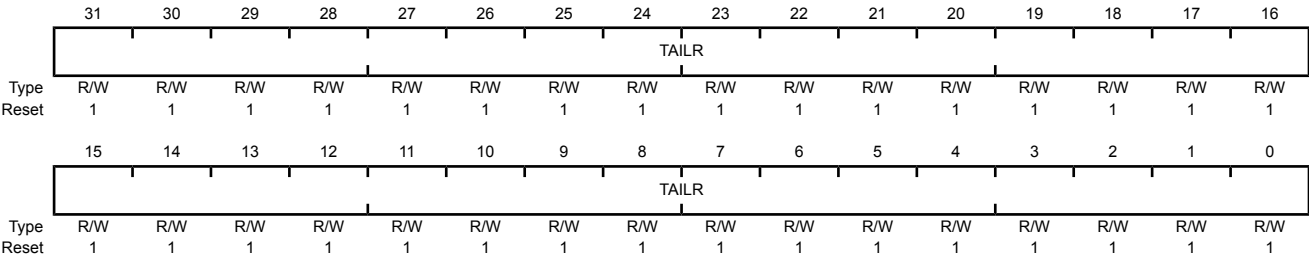 31 30 29 28 27 26 25 24 23 22 21 20 19 18 17 16
TAILR
Type R/W R/W R/W R/W R/W R/W R/W R/W R/W R/W R/W R/W R/W R/W R/W R/W
Reset 1 1 1 1 1 1 1 1 1 1 1 1 1 1 1 1
15 14 13 12 11 10 9 8 7 6 5 4 3 2 1 0
TAILR
Type R/W R/W R/W R/W R/W R/W R/W R/W R/W R/W R/W R/W R/W R/W R/W R/W
Reset 1 1 1 1 1 1 1 1 1 1 1 1 1 1 1 1